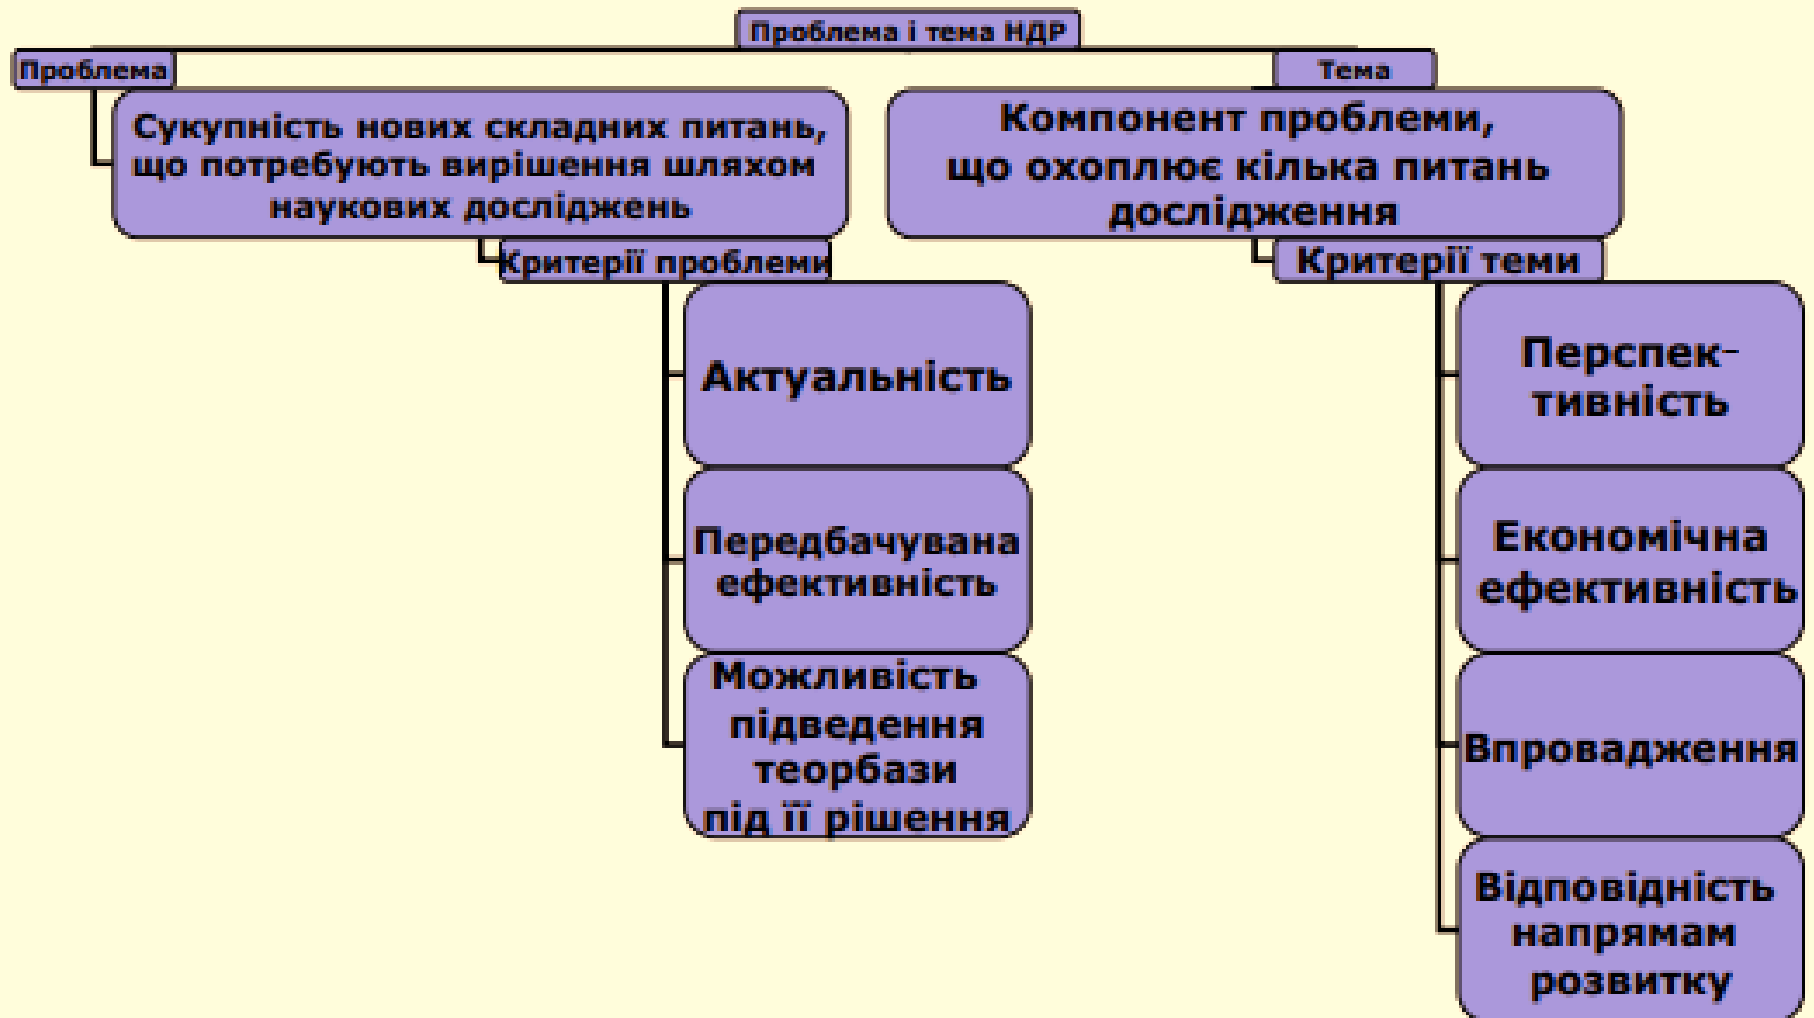 Проблема і тема НДР
Проблема
Сукупність нових складних питань,
що потребують вирішення шляхом
наукових досліджень
Критерії проблеми
Актуальність
Передбачувана
ефективність
Можливість
підведення
теорбази
під її рішення
Тема
Компонент проблеми,
що охоплює кілька питань
дослідження
Критерії теми
Перспек-
тивність
Економічна
ефективність
Впровадження
Відповідність
напрямам
розвитку